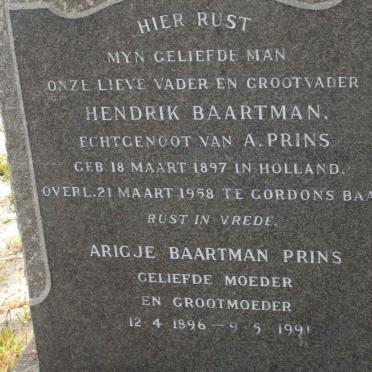 HIER RUST
MYN GELIEFDE MAN
ONZE LIEVE VADER EN GROOTVADER
HENDRIK BAARTMAN.
ECHTGENOOT VAN A. PRINS
GEB 18 MAART 1897 IN HOLLAND.
OVERL. 21 MAART 1958 TE GORDONS BAA
RUST IN VREDE.
ARIGJE BAARTMAN PRINS
GELIEFDE MOEDER
EN GROOTMOEDER
12·4·1896 – 9·5·1991